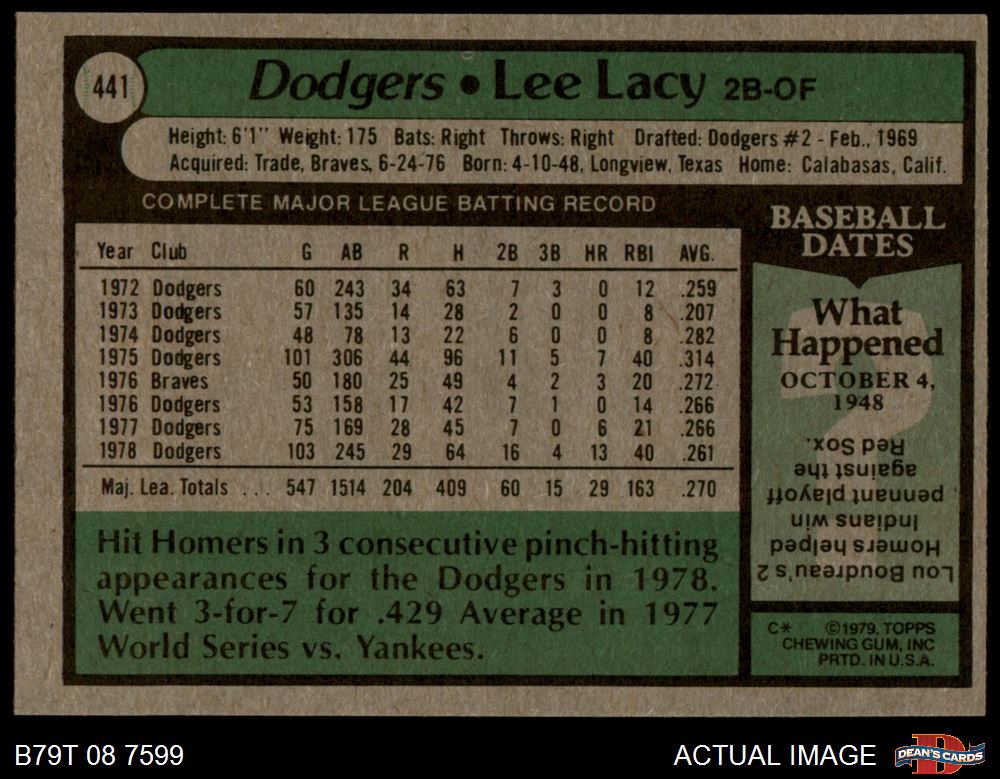 441
Dodgers • Lee Lacy 2B-OF
Height: 6'1" Weight: 175 Bats: Right Throws: Right Drafted: Dodgers #2 - Feb., 1969
Acquired: Trade, Braves, 6-24-76 Born: 4-10-48, Longview, Texas Home: Calabasas, Calif.
COMPLETE MAJOR LEAGUE BATTING RECORD
Year Club G AB R H 2B 3B HR RBI AVG.
1972 Dodgers 60 243 34 63 7 3 0 12 .259
1973 Dodgers 57 135 14 28 2 0 0 8 .207
1974 Dodgers 48 78 13 22 6 0 0 8 .282
1975 Dodgers 101 306 44 96 11 5 7 40 .314
1976 Braves 50 180 25 49 4 2 3 20 .272
1976 Dodgers 53 158 17 42 7 1 0 14 .266
1977 Dodgers 75 169 28 45 7 0 6 21 .266
1978 Dodgers 103 245 29 64 16 4 13 40 .261
Maj. Lea. Totals ... 547 1514 204 409 60 15 29 163 .270
Hit Homers in 3 consecutive pinch-hitting
appearances for the Dodgers in 1978.
Went 3-for-7 for .429 Average in 1977
World Series vs. Yankees.
BASEBALL
DATES
What
Happened
OCTOBER 4,
1948
Lou Boudreau's 2
Homers helped
Indians win
pennant playoff
against the
Red Sox.
C* ©1979, TOPPS
CHEWING GUM, INC
PRTD. IN U.S.A.
B79T 08 7599
ACTUAL IMAGE
DEAN'S CARDS